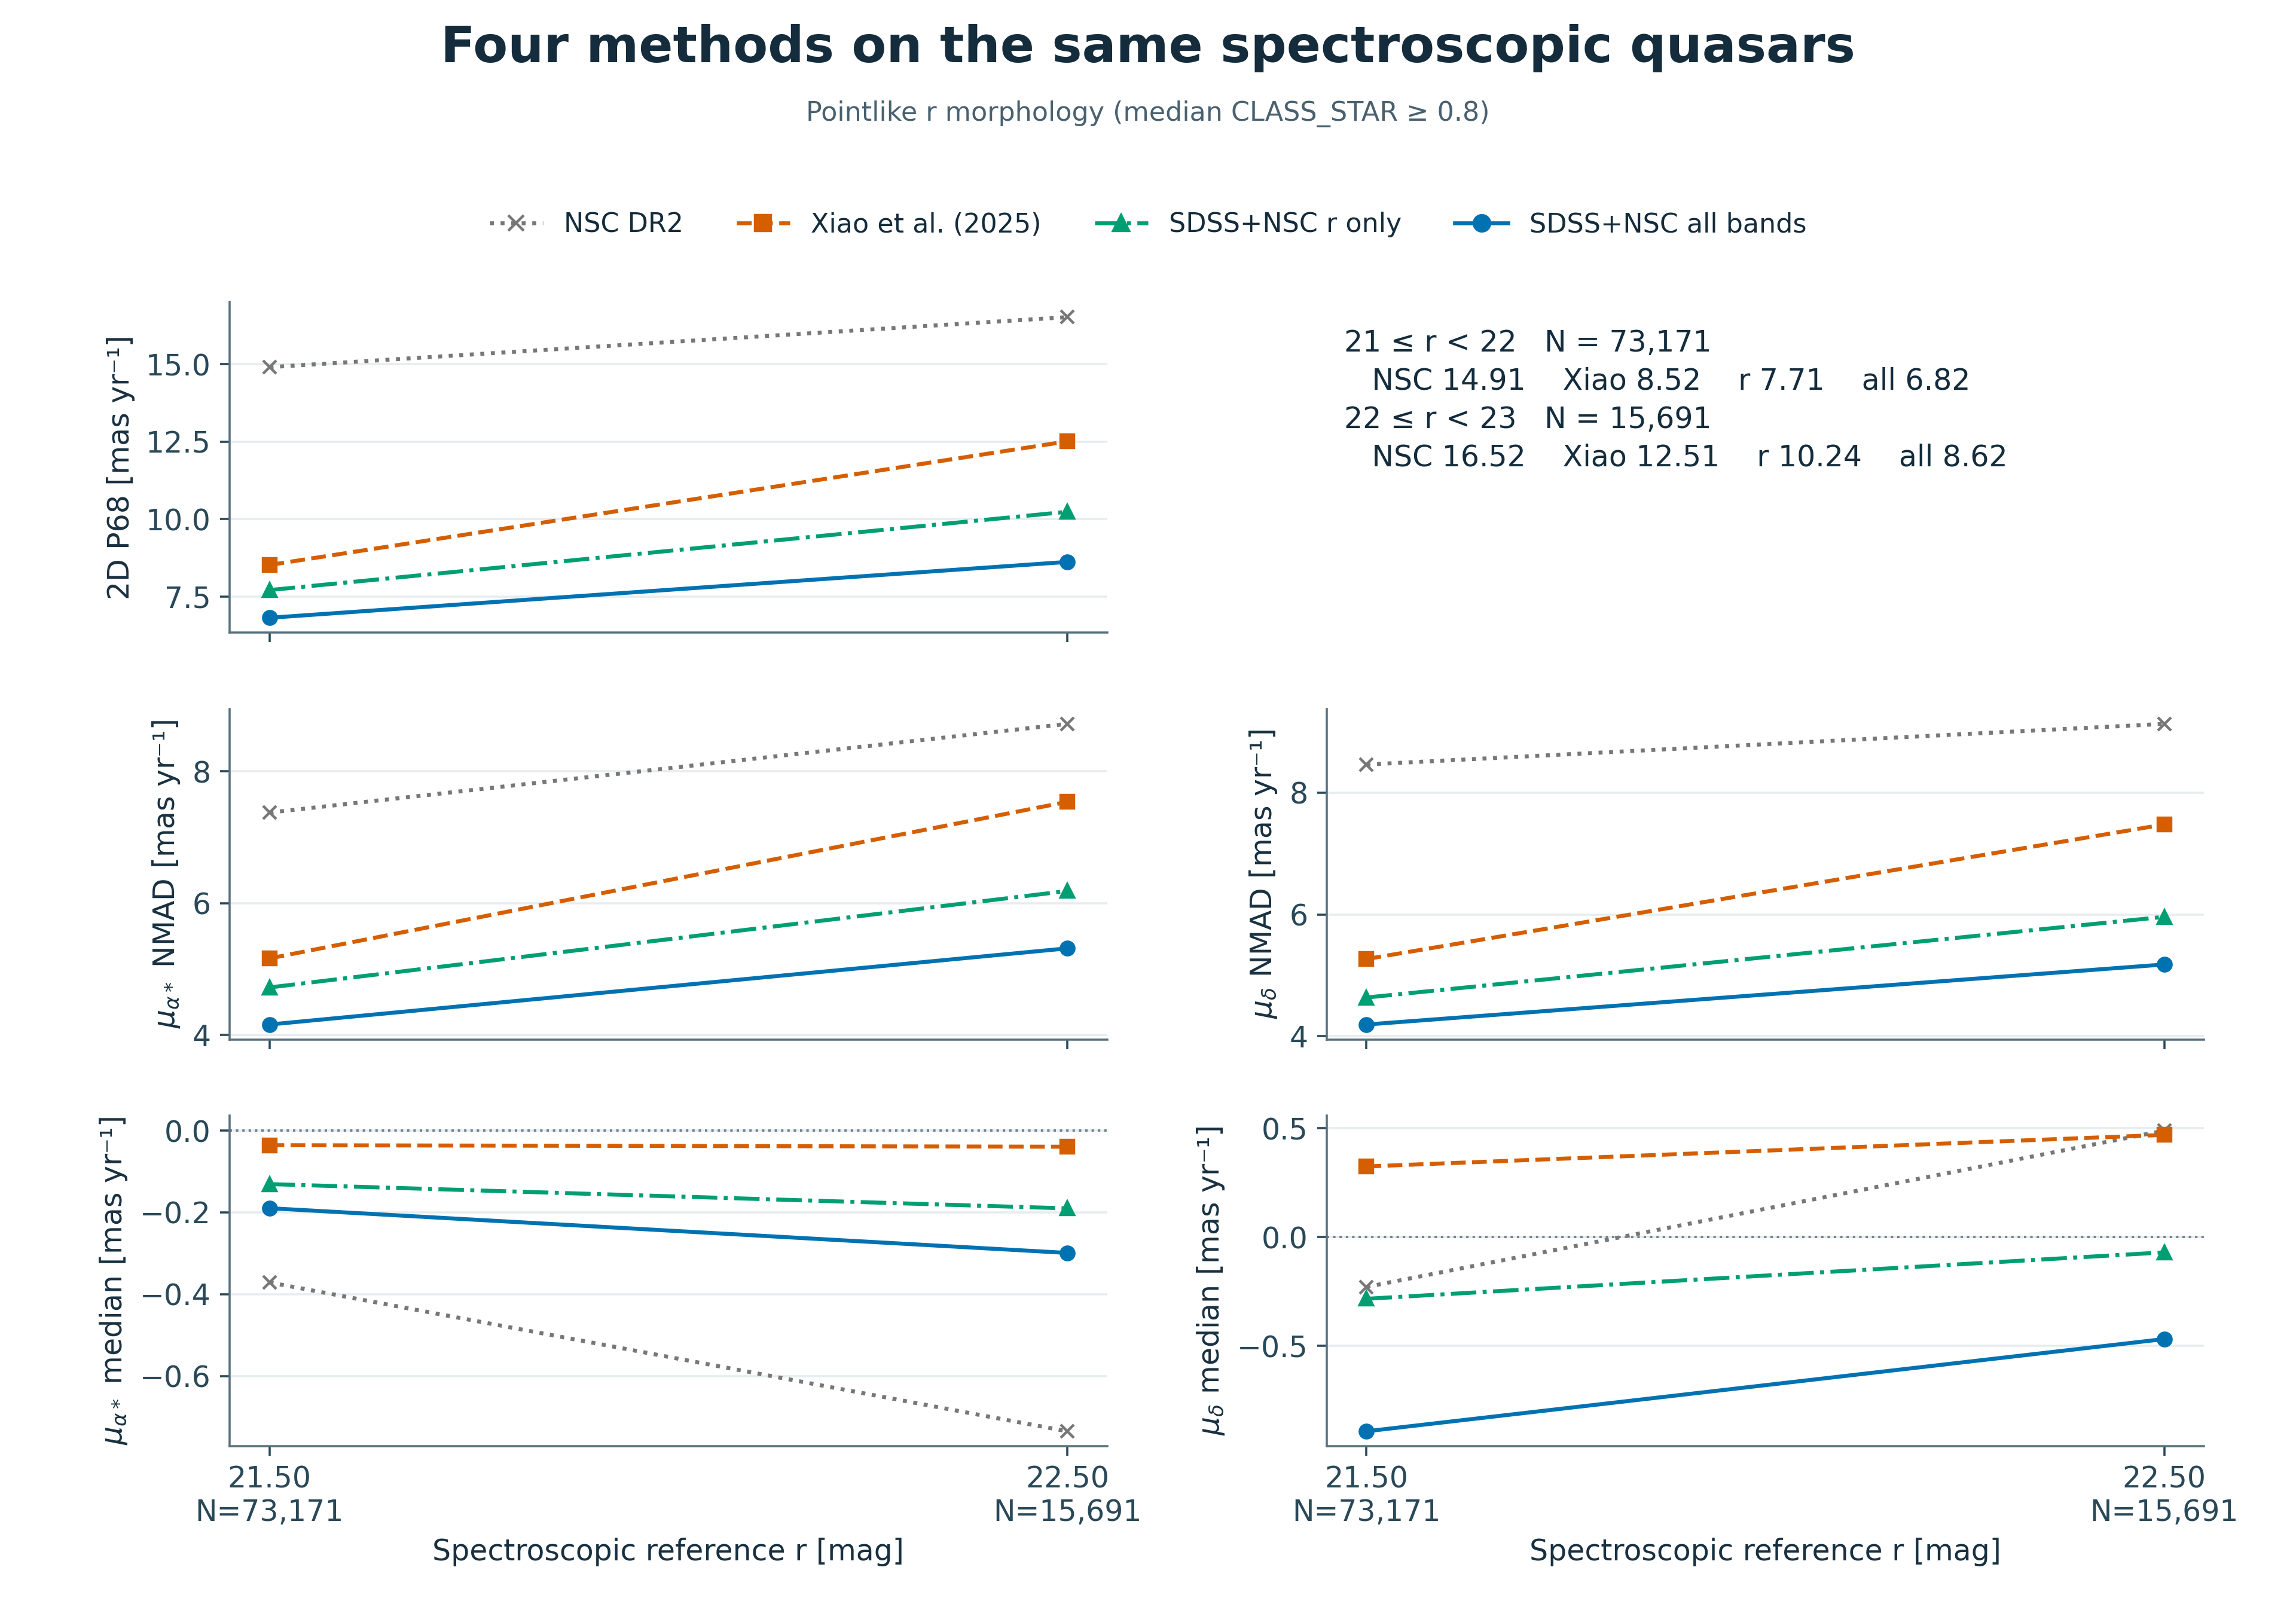 Four methods on the same spectroscopic quasars
Pointlike r morphology (median CLASS_STAR ≥ 0.8)
NSC DR2 Xiao et al. (2025) SDSS+NSC r only SDSS+NSC all bands
2D P68 [mas yr⁻¹]
15.0
12.5
10.0
7.5
21 ≤ r < 22 N = 73,171
NSC 14.91 Xiao 8.52 r 7.71 all 6.82
22 ≤ r < 23 N = 15,691
NSC 16.52 Xiao 12.51 r 10.24 all 8.62
μα* NMAD [mas yr⁻¹]
8
6
4
μδ NMAD [mas yr⁻¹]
8
6
4
μα* median [mas yr⁻¹]
0.0
−0.2
−0.4
−0.6
21.50 22.50
N=73,171 N=15,691
Spectroscopic reference r [mag]
μδ median [mas yr⁻¹]
0.5
0.0
−0.5
21.50 22.50
N=73,171 N=15,691
Spectroscopic reference r [mag]